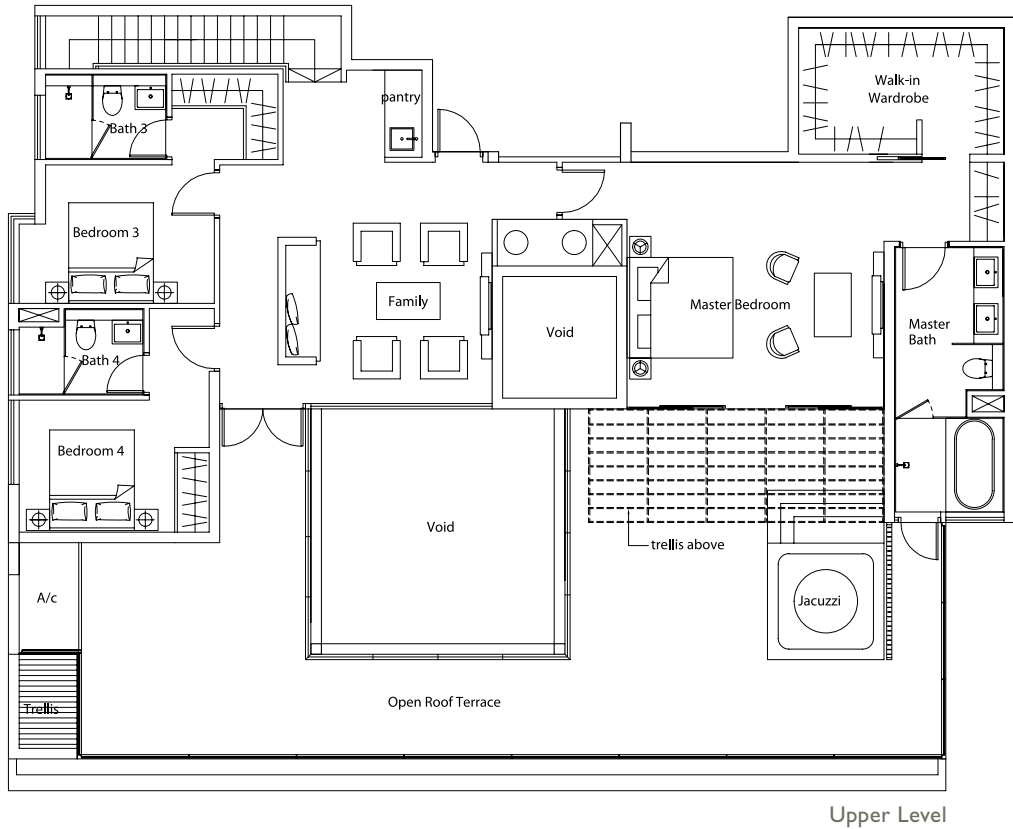 pantry
Walk-in
Wardrobe
Bath 3
Bedroom 3
Family
Void
Master Bedroom
Master
Bath
Bath 4
Bedroom 4
Void
trellis above
A/c
Jacuzzi
Trellis
Open Roof Terrace
Upper Level